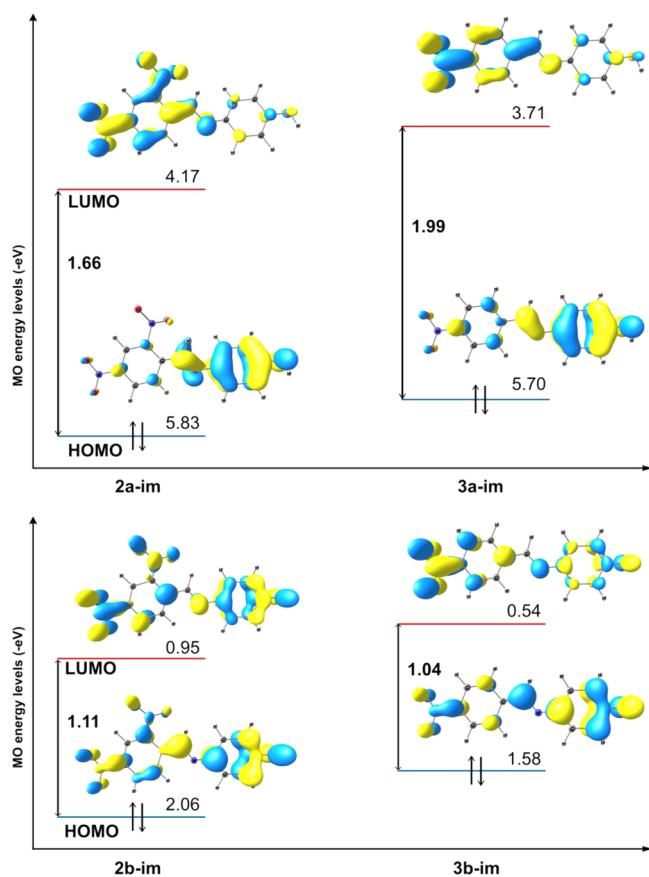 3.71
4.17
LUMO
1.66
1.99
MO energy levels (-eV)
5.70
5.83
HOMO
2a-im
3a-im
0.95
0.54
LUMO
1.11
1.04
MO energy levels (-eV)
1.58
2.06
HOMO
2b-im
3b-im